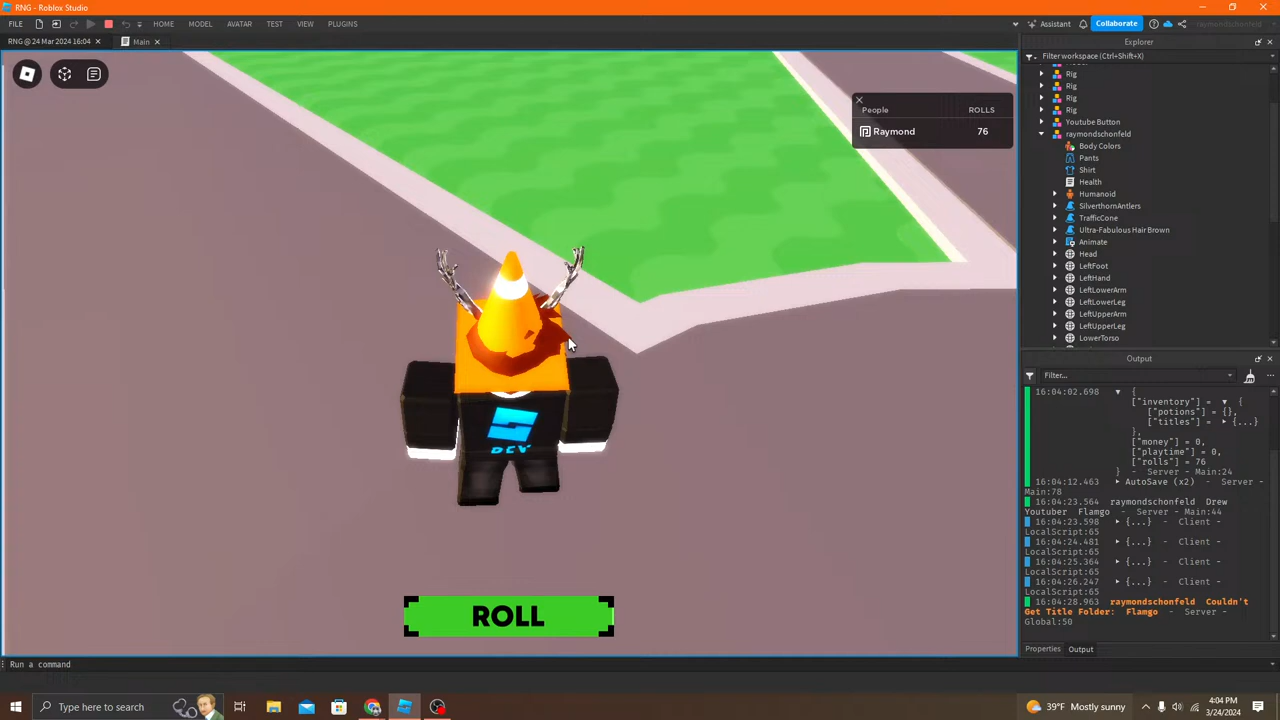 RNG - Roblox Studio
FILE HOME MODEL AVATAR TEST VIEW PLUGINS Assistant Collaborate raymondschonfeld
RNG @ 24 Mar 2024 16:04 × Main ×
People ROLLS
Raymond 76
DEV
ROLL
Explorer
Filter workspace (Ctrl+Shift+X)
Rig
Rig
Rig
Rig
Youtube Button
raymondschonfeld
Body Colors
Pants
Shirt
Health
Humanoid
SilverthornAntlers
TrafficCone
Ultra-Fabulous Hair Brown
Animate
Head
LeftFoot
LeftHand
LeftLowerArm
LeftLowerLeg
LeftUpperArm
LeftUpperLeg
LowerTorso
Output
Filter...
16:04:02.698 ▼ {
["inventory"] = ▼ {
["potions"] = {},
["titles"] = ▶ {...}
},
["money"] = 0,
["playtime"] = 0,
["rolls"] = 76
} - Server - Main:24
16:04:12.463 ▶ AutoSave (x2) - Server -
Main:78
16:04:23.564 raymondschonfeld Drew
Youtuber Flamgo - Server - Main:44
16:04:23.598 ▶ {...} - Client -
LocalScript:65
16:04:24.481 ▶ {...} - Client -
LocalScript:65
16:04:25.364 ▶ {...} - Client -
LocalScript:65
16:04:26.247 ▶ {...} - Client -
LocalScript:65
16:04:28.963 raymondschonfeld Couldn't
Get Title Folder: Flamgo - Server -
Global:50
Properties Output
Run a command
Type here to search
39°F Mostly sunny
4:04 PM
3/24/2024